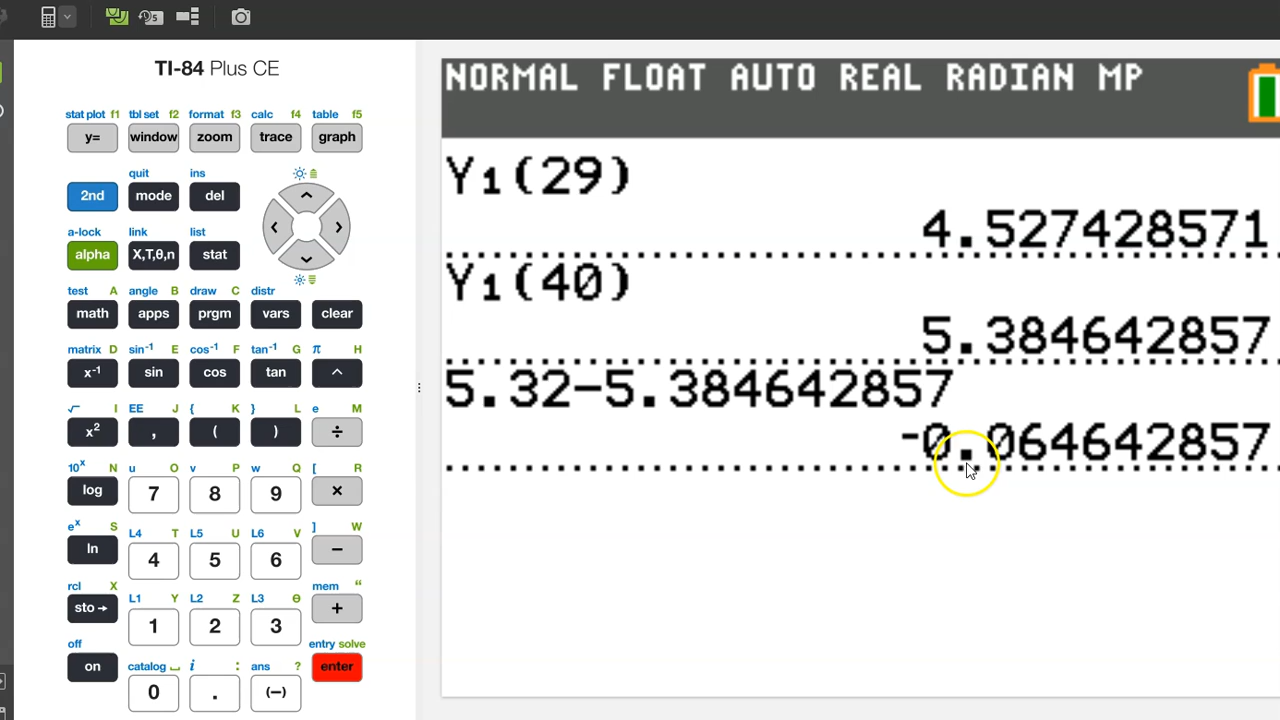 TI-84 Plus CE
stat plot f1 tbl set f2 format f3 calc f4 table f5
y= window zoom trace graph
quit ins
2nd mode del
a-lock link list
alpha X,T,θ,n stat
test A angle B draw C distr
math apps prgm vars clear
matrix D sin⁻¹ E cos⁻¹ F tan⁻¹ G π H
x⁻¹ sin cos tan ^
√ I EE J { K } L e M
x² , ( ) ÷
10ˣ N u O v P w Q [ R
log 7 8 9 ×
eˣ S L4 T L5 U L6 V ] W
ln 4 5 6 −
rcl X L1 Y L2 Z L3 θ mem “
sto→ 1 2 3 +
off catalog ␣ i : ans ? entry solve
on 0 . (−) enter
NORMAL FLOAT AUTO REAL RADIAN MP
Y₁(29)
4.527428571
Y₁(40)
5.384642857
5.32−5.384642857
-0.064642857